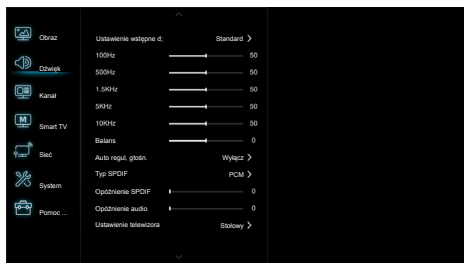 Obraz
Dźwięk
Kanał
Smart TV
Sieć
System
Pomoc ...
Ustawienie wstępne d;
Standard
100Hz
50
500Hz
50
1.5KHz
50
5KHz
50
10KHz
50
Balans
0
Auto regul, głośn.
Wyłącz
Typ SPDIF
PCM
Opóźnienie SPDIF
0
Opóźnienie audio
0
Ustawienie telewizora
Stołowy